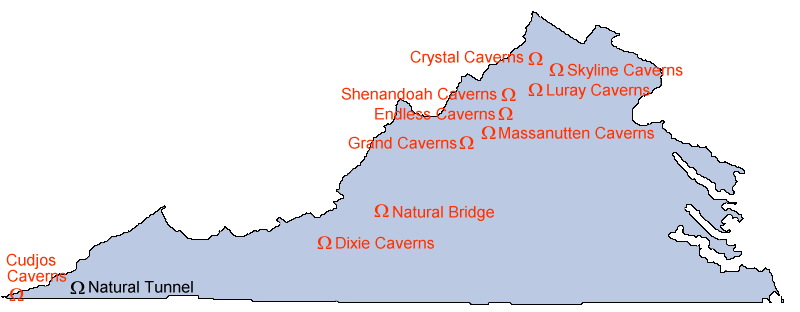 Crystal Caverns Ω
Ω Skyline Caverns
Ω Luray Caverns
Shenandoah Caverns Ω
Endless Caverns Ω
Ω Massanutten Caverns
Grand Caverns Ω
Ω Natural Bridge
Ω Dixie Caverns
Cudjos
Caverns
Ω
Ω Natural Tunnel